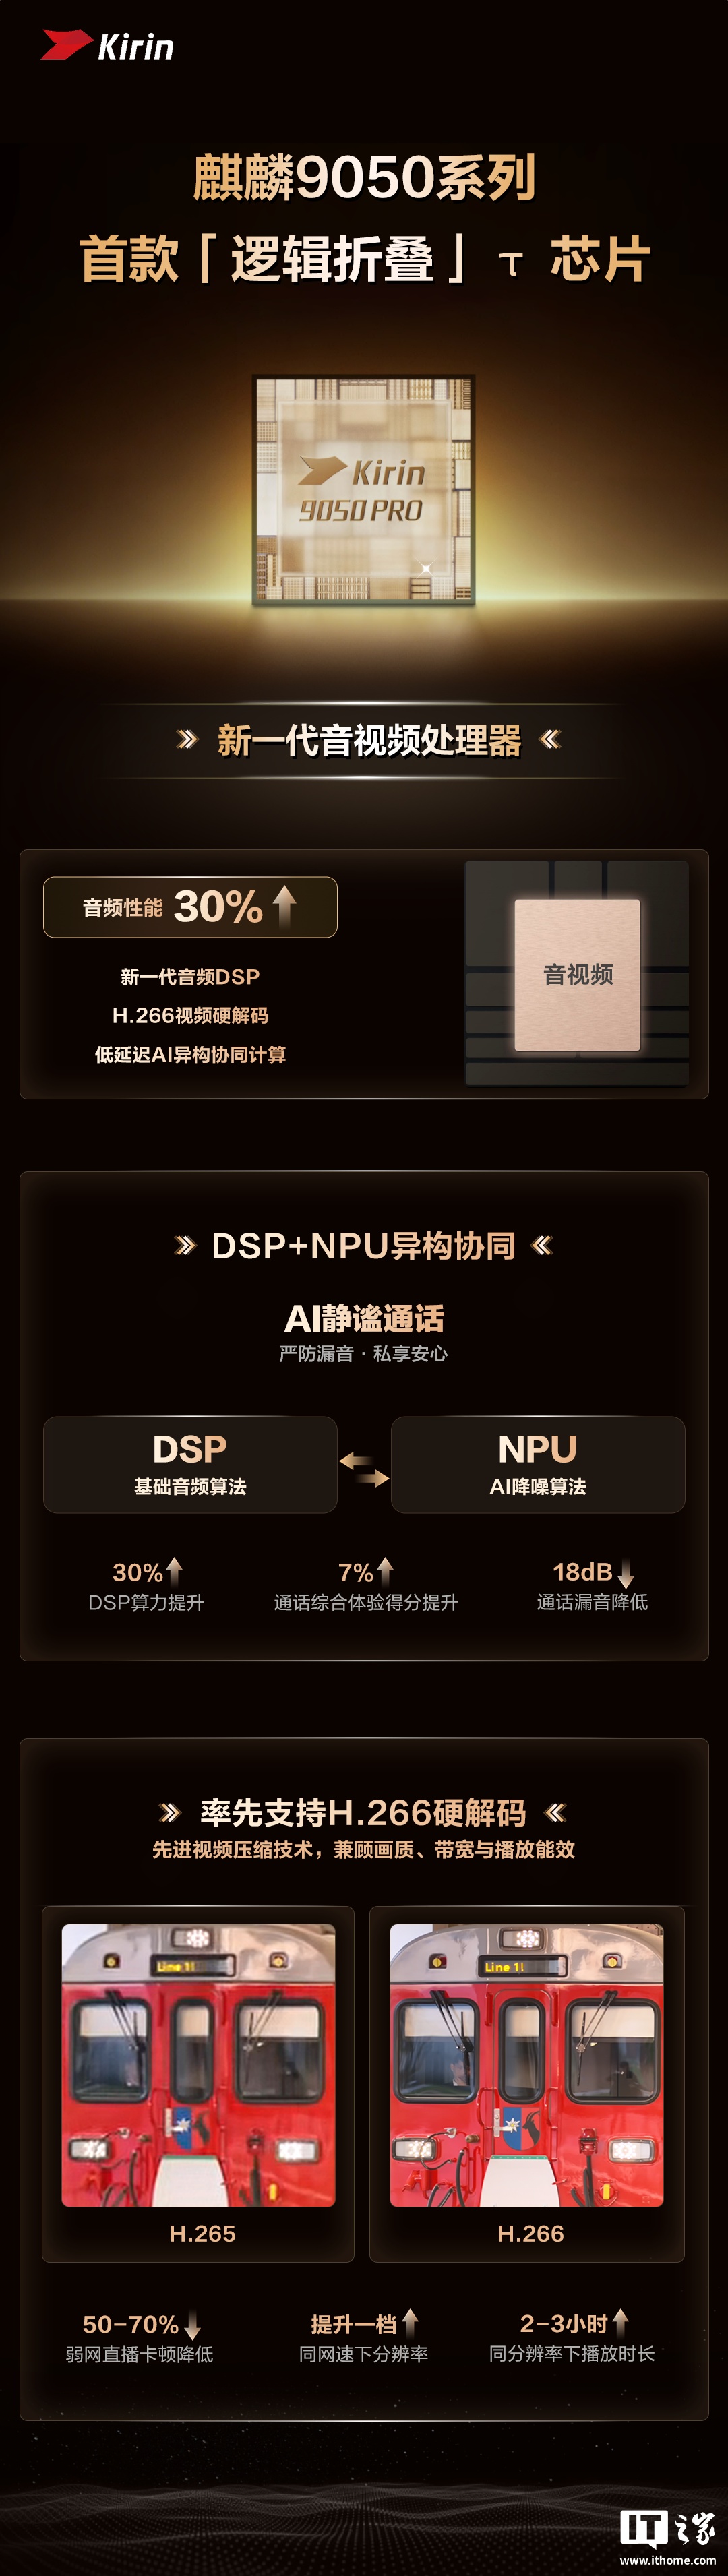 Kirin
麒麟9050系列
首款「逻辑折叠」τ 芯片
Kirin
9050 PRO
新一代音视频处理器
音频性能 30%
新一代音频DSP
H.266视频硬解码
低延迟AI异构协同计算
音视频
DSP+NPU异构协同
AI静谧通话
严防漏音 · 私享安心
DSP
基础音频算法
NPU
AI降噪算法
30%
DSP算力提升
7%
通话综合体验得分提升
18dB
通话漏音降低
率先支持H.266硬解码
先进视频压缩技术，兼顾画质、带宽与播放能效
Line 1!
Line 1!
H.265
H.266
50-70%
弱网直播卡顿降低
提升一档
同网速下分辨率
2-3小时
同分辨率下播放时长
IT之家
www.ithome.com